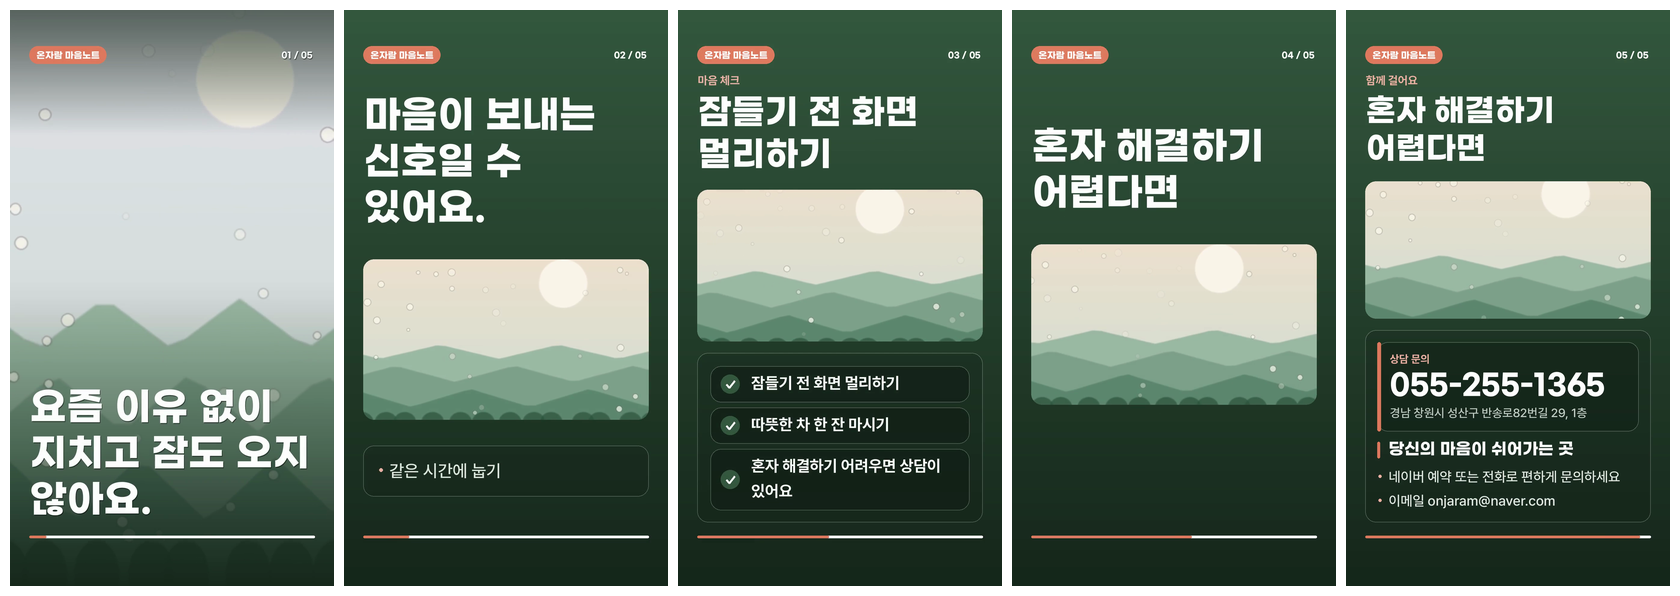 온자람 마음노트
01 / 05
요즘 이유 없이
지치고 잠도 오지
않아요.
온자람 마음노트
02 / 05
마음이 보내는
신호일 수
있어요.
• 같은 시간에 눕기
온자람 마음노트
03 / 05
마음 체크
잠들기 전 화면
멀리하기
잠들기 전 화면 멀리하기
따뜻한 차 한 잔 마시기
혼자 해결하기 어려우면 상담이
있어요
온자람 마음노트
04 / 05
혼자 해결하기
어렵다면
온자람 마음노트
05 / 05
함께 걸어요
혼자 해결하기
어렵다면
상담 문의
055-255-1365
경남 창원시 성산구 반송로82번길 29, 1층
당신의 마음이 쉬어가는 곳
• 네이버 예약 또는 전화로 편하게 문의하세요
• 이메일 onjaram@naver.com